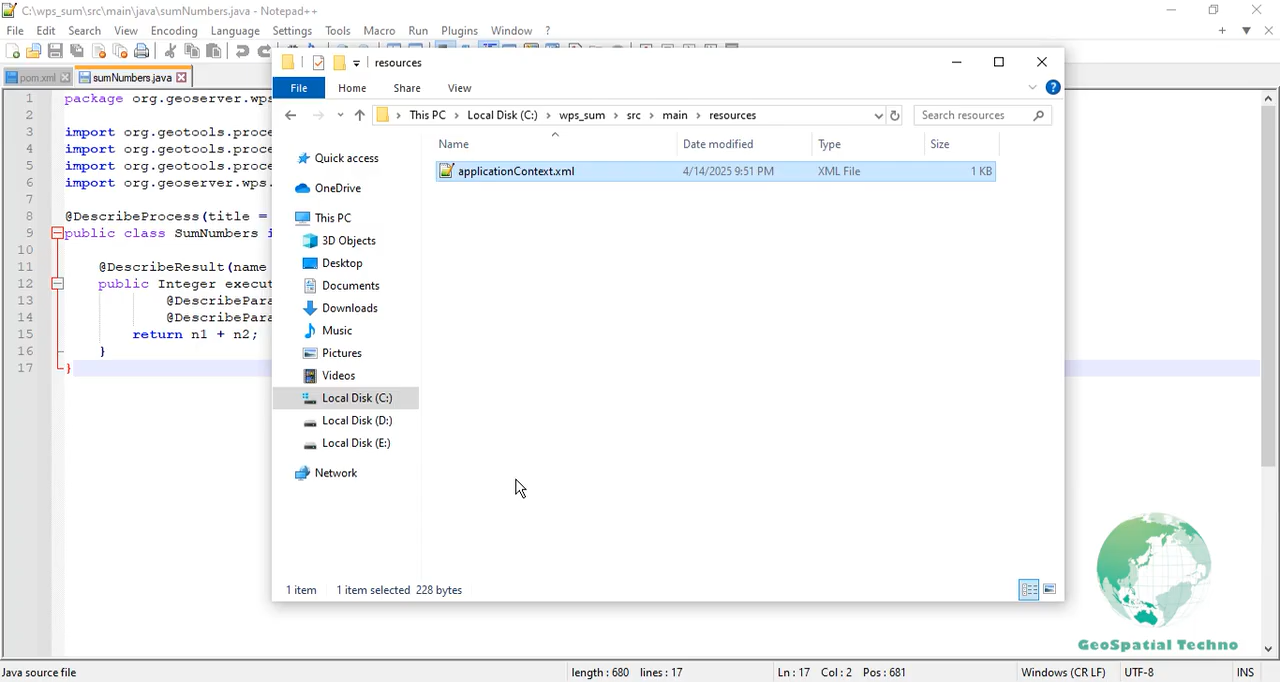 C:\wps_sum\src\main\java\sumNumbers.java - Notepad++
File Edit Search View Encoding Language Settings Tools Macro Run Plugins Window ?
pom.xml sumNumbers.java
1 package org.geoserver.wps
2
3 import org.geotools.proce
4 import org.geotools.proce
5 import org.geotools.proce
6 import org.geoserver.wps.
7
8 @DescribeProcess(title =
9 public class SumNumbers i
10
11 @DescribeResult(name
12 public Integer execut
13 @DescribePara
14 @DescribePara
15 return n1 + n2;
16 }
17 }
resources
File Home Share View
This PC Local Disk (C:) wps_sum src main resources
Search resources
Name Date modified Type Size
applicationContext.xml 4/14/2025 9:51 PM XML File 1 KB
Quick access
OneDrive
This PC
3D Objects
Desktop
Documents
Downloads
Music
Pictures
Videos
Local Disk (C:)
Local Disk (D:)
Local Disk (E:)
Network
1 item 1 item selected 228 bytes
GeoSpatial Techno
Java source file length : 680 lines : 17 Ln : 17 Col : 2 Pos : 681 Windows (CR LF) UTF-8 INS